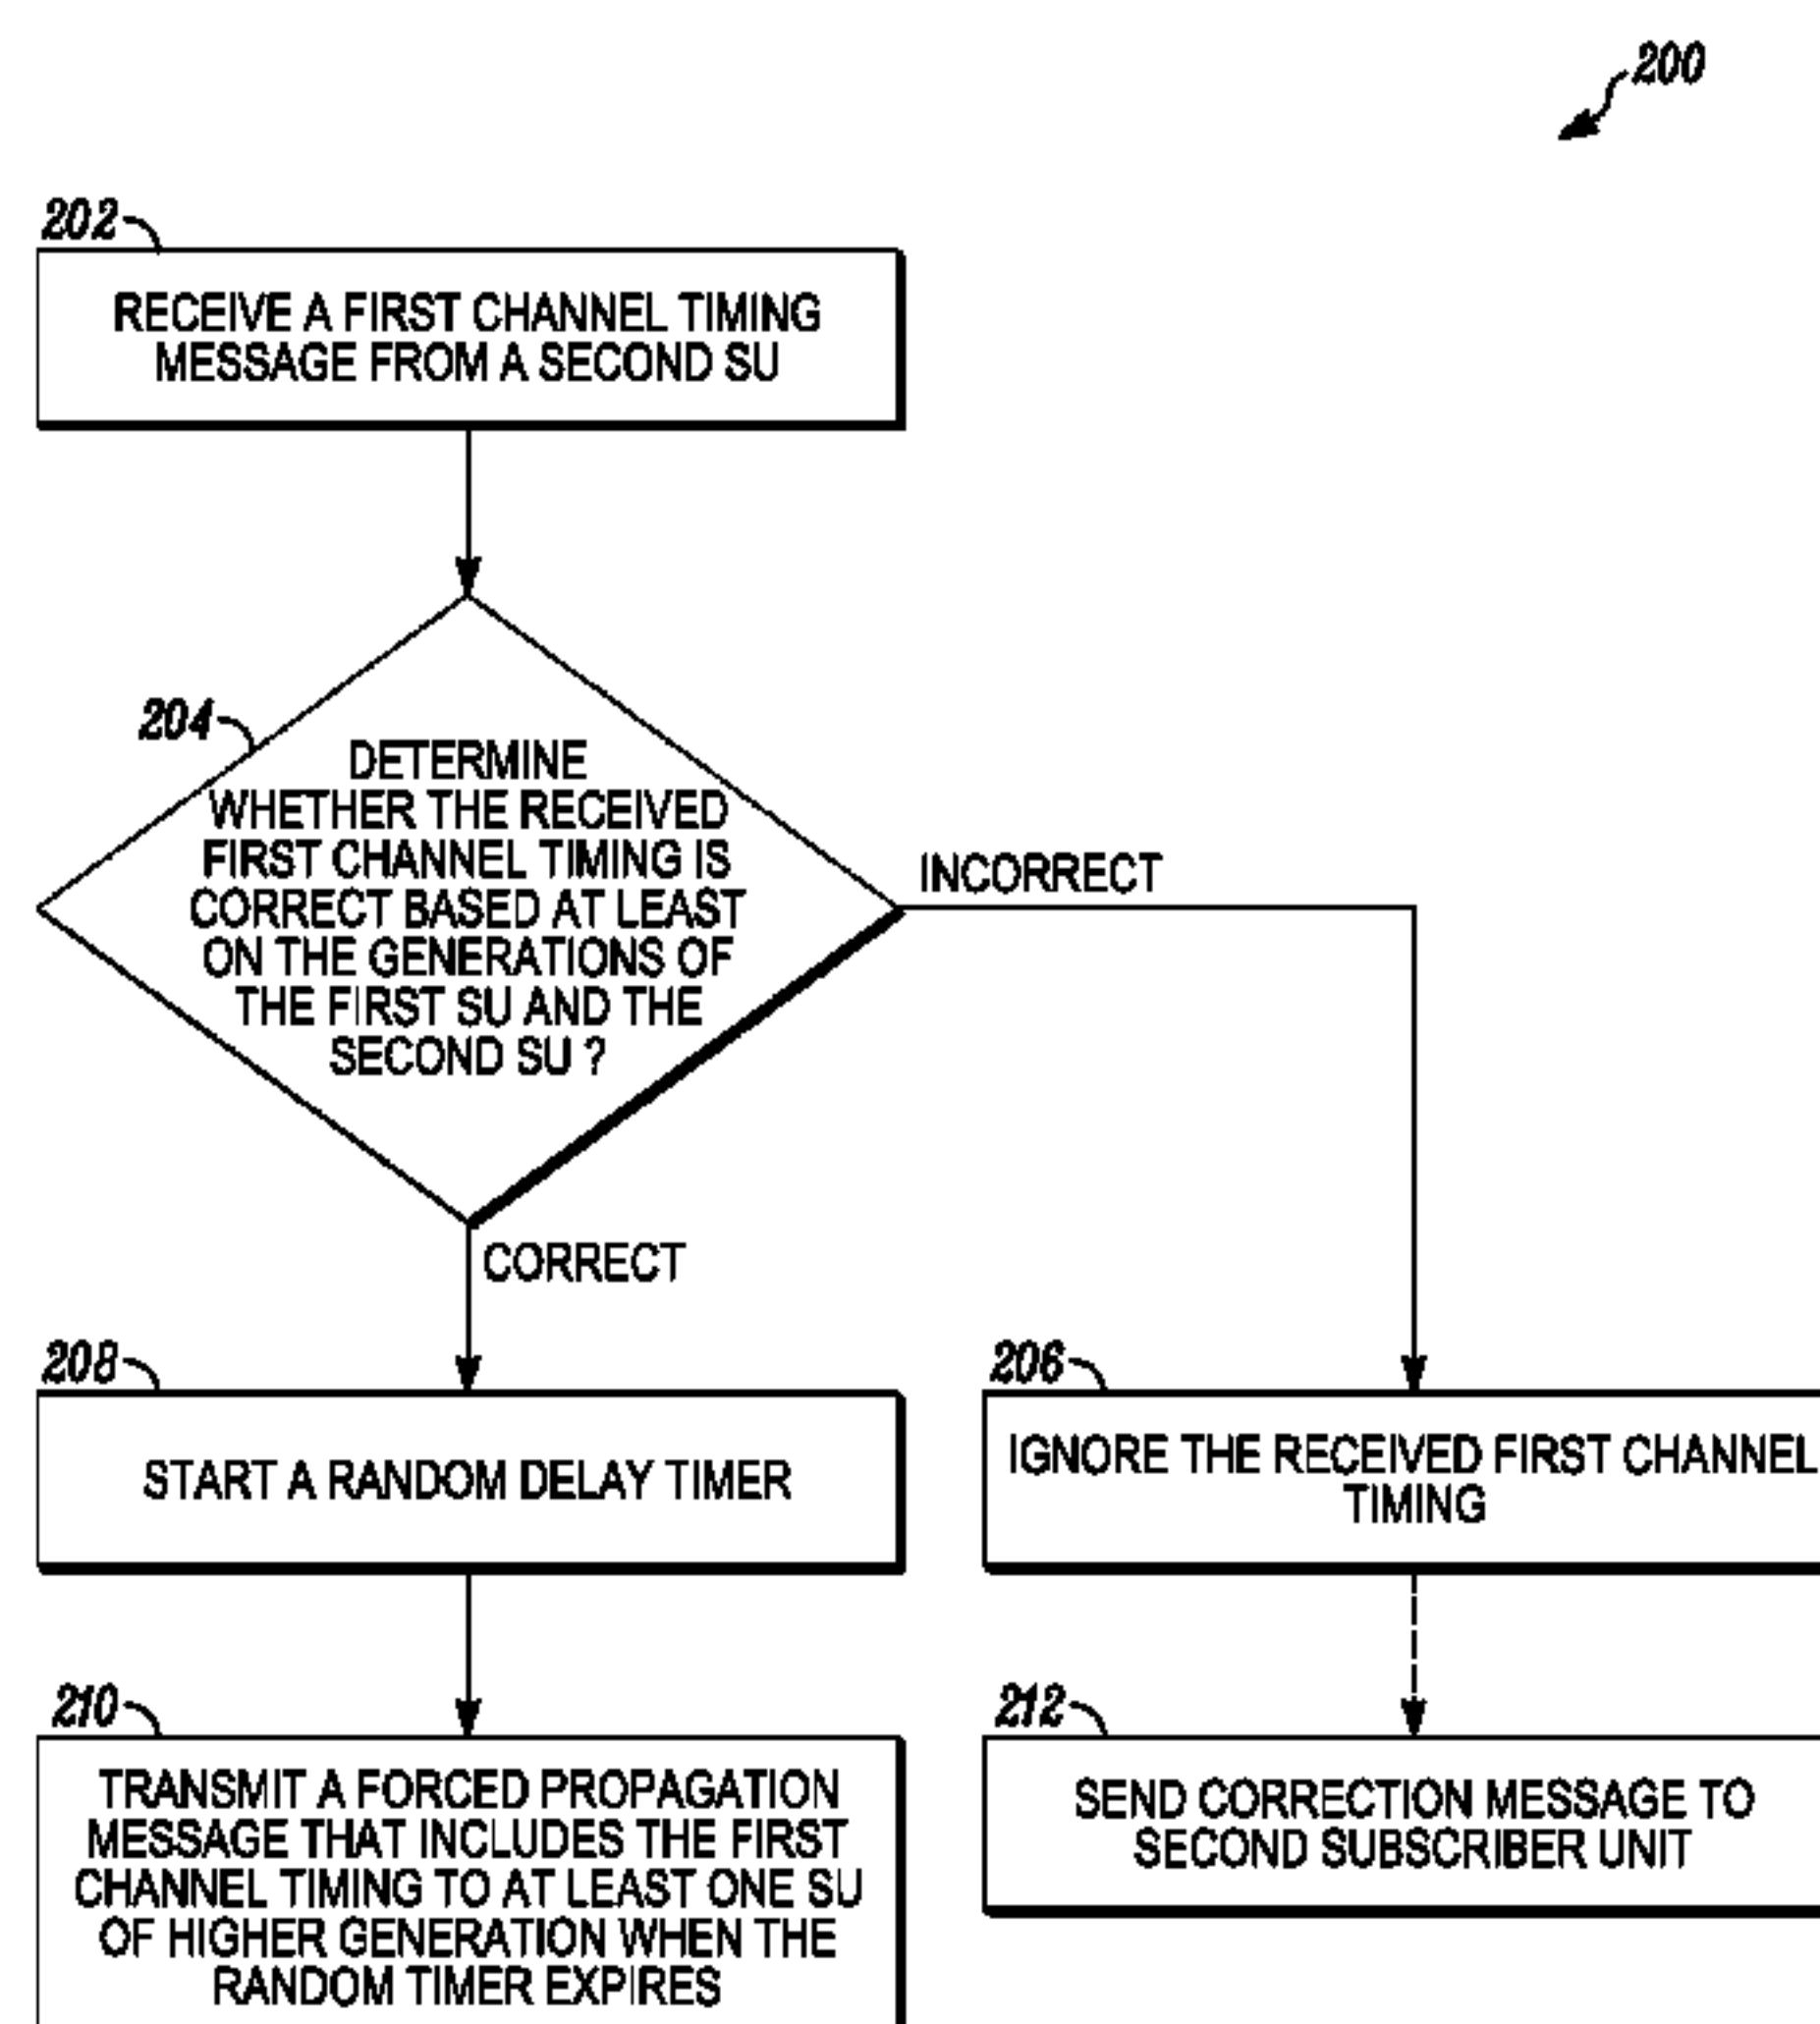 200
202
RECEIVE A FIRST CHANNEL TIMING
MESSAGE FROM A SECOND SU
204
DETERMINE
WHETHER THE RECEIVED
FIRST CHANNEL TIMING IS
CORRECT BASED AT LEAST
ON THE GENERATIONS OF
THE FIRST SU AND THE
SECOND SU ?
INCORRECT
CORRECT
208
START A RANDOM DELAY TIMER
206
IGNORE THE RECEIVED FIRST CHANNEL
TIMING
210
TRANSMIT A FORCED PROPAGATION
MESSAGE THAT INCLUDES THE FIRST
CHANNEL TIMING TO AT LEAST ONE SU
OF HIGHER GENERATION WHEN THE
RANDOM TIMER EXPIRES
212
SEND CORRECTION MESSAGE TO
SECOND SUBSCRIBER UNIT